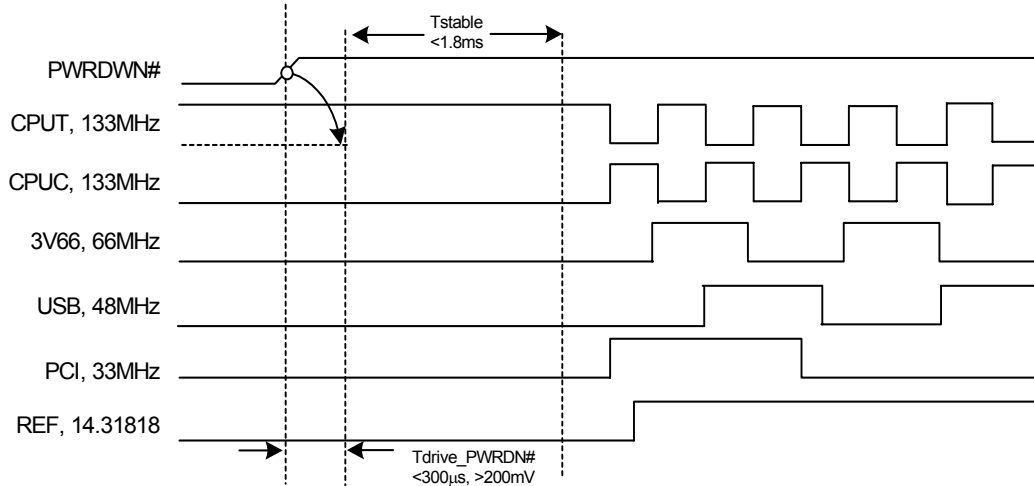 Tstable
<1.8ms
PWRDWN#
CPUT, 133MHz
CPUC, 133MHz
3V66, 66MHz
USB, 48MHz
PCI, 33MHz
REF, 14.31818
Tdrive_PWRDN#
<300µs, >200mV